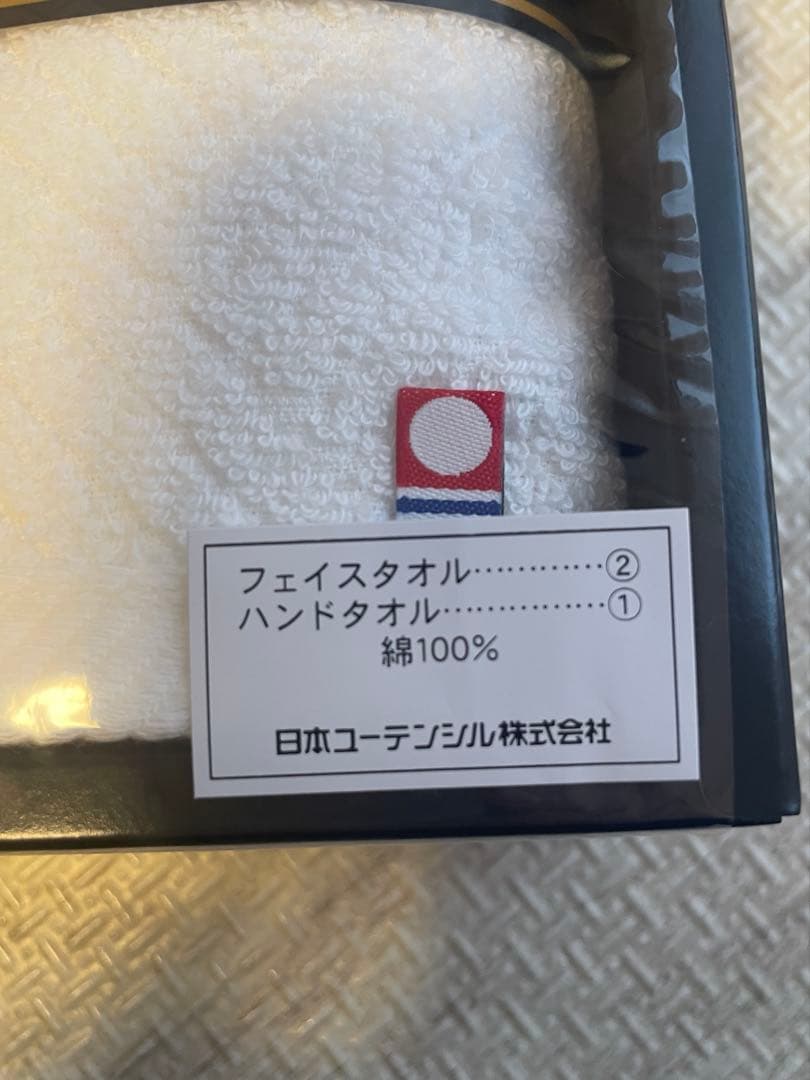 フェイスタオル…………②
ハンドタオル……………①
綿100%
日本ユーテンシル株式会社